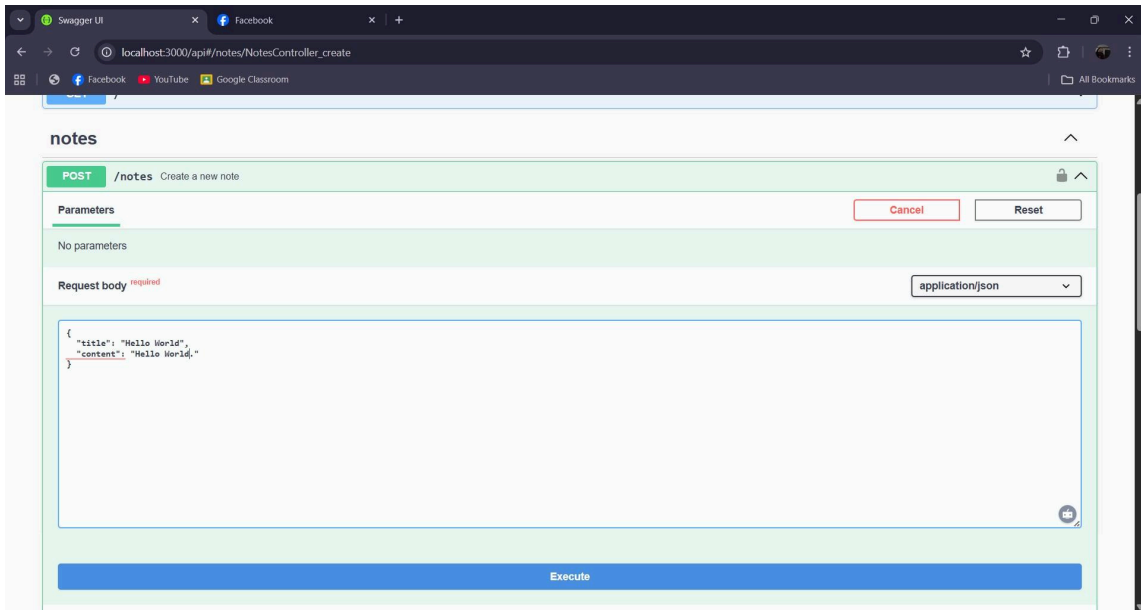 Swagger UI
Facebook
localhost:3000/api#/notes/NotesController_create
Facebook YouTube Google Classroom All Bookmarks
notes
POST /notes Create a new note
Parameters Cancel Reset
No parameters
Request body required application/json
{
"title": "Hello World",
"content": "Hello World."
}
Execute